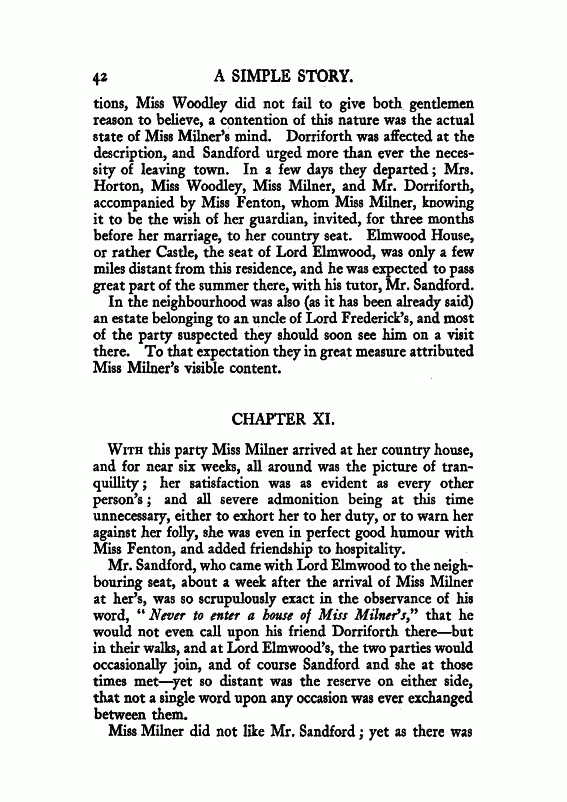 42 A SIMPLE STORY.
tions, Miss Woodley did not fail to give both gentlemen
reason to believe, a contention of this nature was the actual
state of Miss Milner's mind. Dorriforth was affected at the
description, and Sandford urged more than ever the neces-
sity of leaving town. In a few days they departed; Mrs.
Horton, Miss Woodley, Miss Milner, and Mr. Dorriforth,
accompanied by Miss Fenton, whom Miss Milner, knowing
it to be the wish of her guardian, invited, for three months
before her marriage, to her country seat. Elmwood House,
or rather Castle, the seat of Lord Elmwood, was only a few
miles distant from this residence, and he was expected to pass
great part of the summer there, with his tutor, Mr. Sandford.
In the neighbourhood was also (as it has been already said)
an estate belonging to an uncle of Lord Frederick's, and most
of the party suspected they should soon see him on a visit
there. To that expectation they in great measure attributed
Miss Milner's visible content.
CHAPTER XI.
With this party Miss Milner arrived at her country house,
and for near six weeks, all around was the picture of tran-
quillity; her satisfaction was as evident as every other
person's; and all severe admonition being at this time
unnecessary, either to exhort her to her duty, or to warn her
against her folly, she was even in perfect good humour with
Miss Fenton, and added friendship to hospitality.
Mr. Sandford, who came with Lord Elmwood to the neigh-
bouring seat, about a week after the arrival of Miss Milner
at her's, was so scrupulously exact in the observance of his
word, "Never to enter a house of Miss Milner's," that he
would not even call upon his friend Dorriforth there—but
in their walks, and at Lord Elmwood's, the two parties would
occasionally join, and of course Sandford and she at those
times met—yet so distant was the reserve on either side,
that not a single word upon any occasion was ever exchanged
between them.
Miss Milner did not like Mr. Sandford; yet as there was